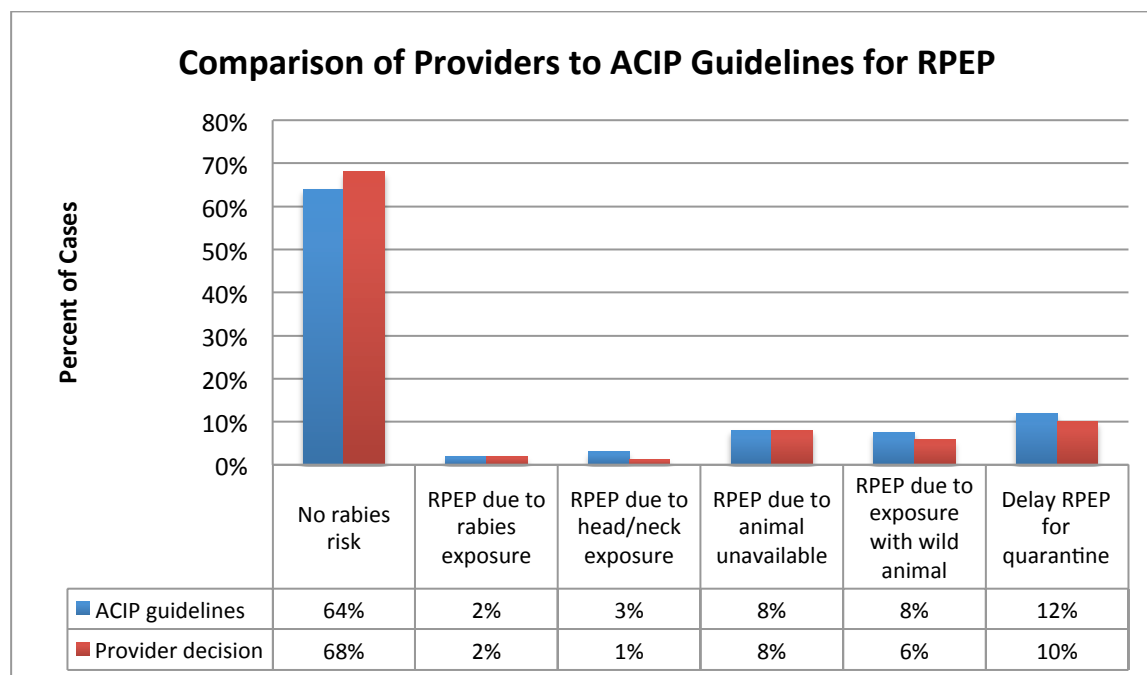 Comparison of Providers to ACIP Guidelines for RPEP
Percent of Cases
80%
70%
60%
50%
40%
30%
20%
10%
0%
No rabies
risk
RPEP due to
rabies
exposure
RPEP due to
head/neck
exposure
RPEP due to
animal
unavailable
RPEP due to
exposure
with wild
animal
Delay RPEP
for
quarantine
ACIP guidelines 64% 2% 3% 8% 8% 12%
Provider decision 68% 2% 1% 8% 6% 10%